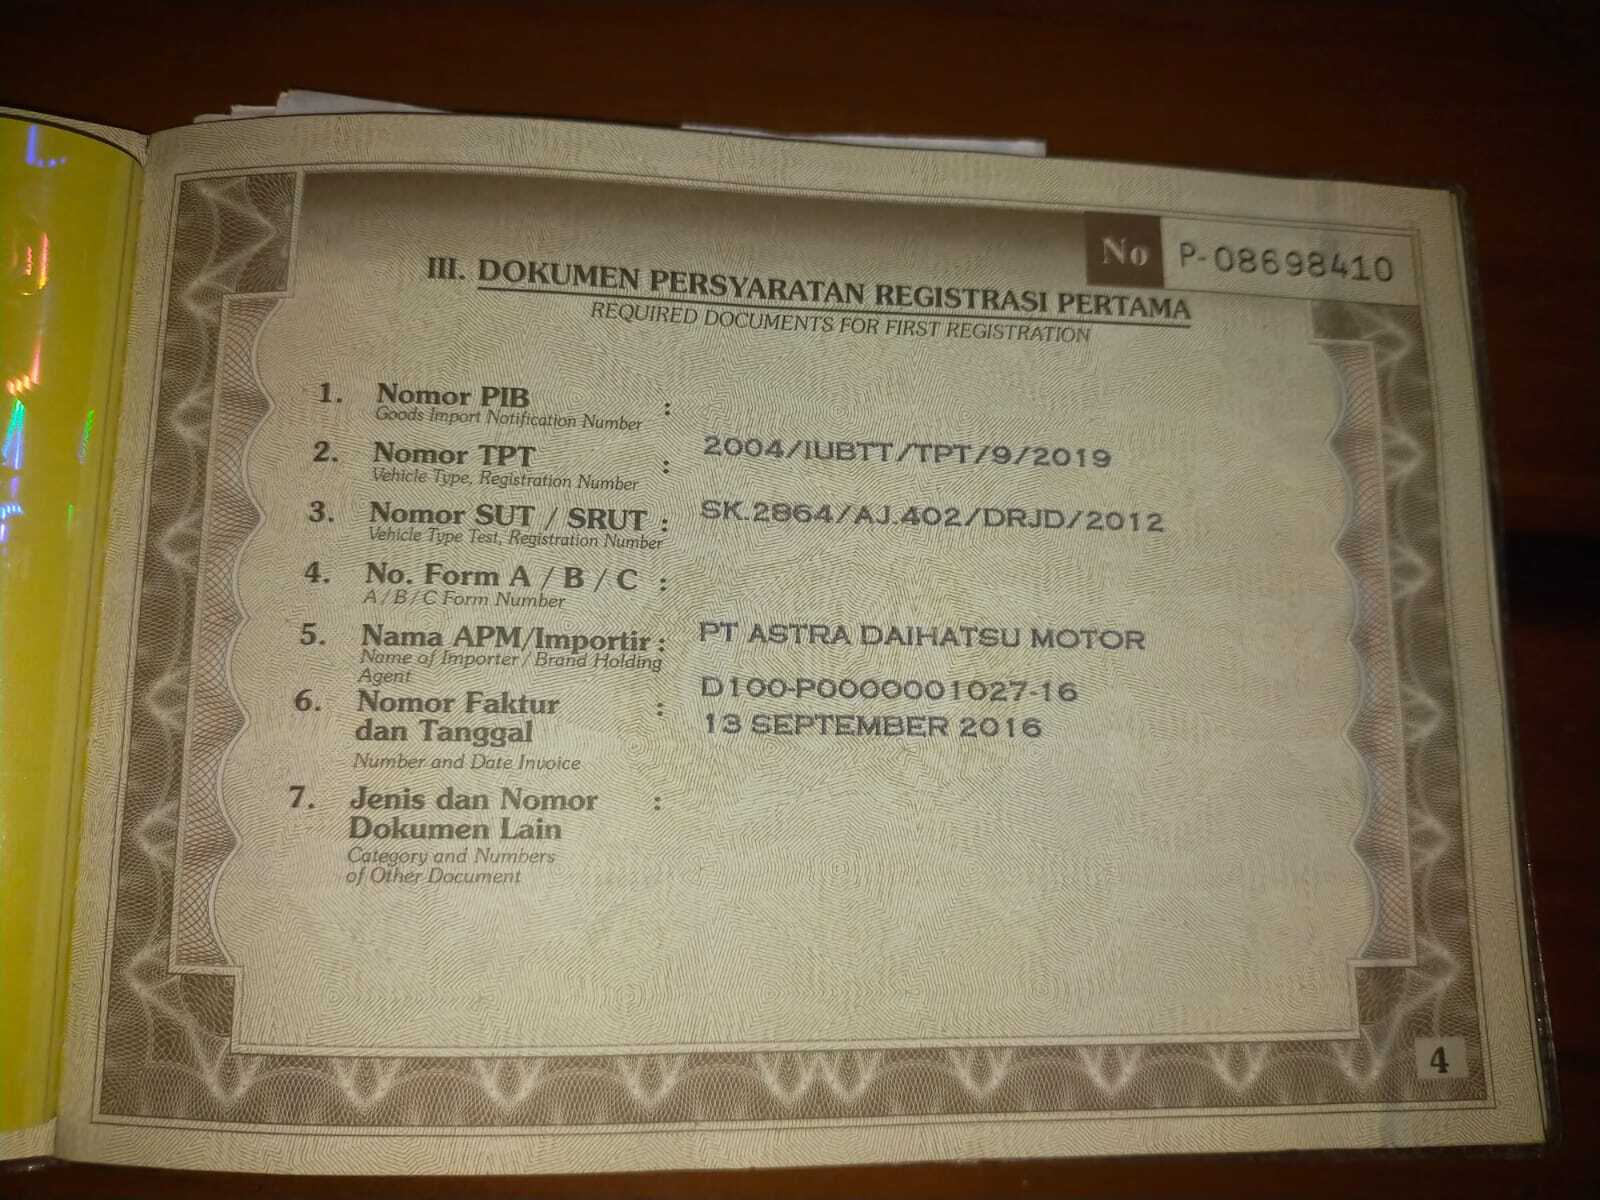 No P-08698410
III. DOKUMEN PERSYARATAN REGISTRASI PERTAMA
REQUIRED DOCUMENTS FOR FIRST REGISTRATION
1. Nomor PIB :
Goods Import Notification Number
2. Nomor TPT : 2004/IUBTT/TPT/9/2019
Vehicle Type, Registration Number
3. Nomor SUT / SRUT : SK.2864/AJ.402/DRJD/2012
Vehicle Type Test, Registration Number
4. No. Form A / B / C :
A / B / C Form Number
5. Nama APM/Importir : PT ASTRA DAIHATSU MOTOR
Name of Importer / Brand Holding
Agent
6. Nomor Faktur : D100-P0000001027-16
dan Tanggal 13 SEPTEMBER 2016
Number and Date Invoice
7. Jenis dan Nomor :
Dokumen Lain
Category and Numbers
of Other Document
4